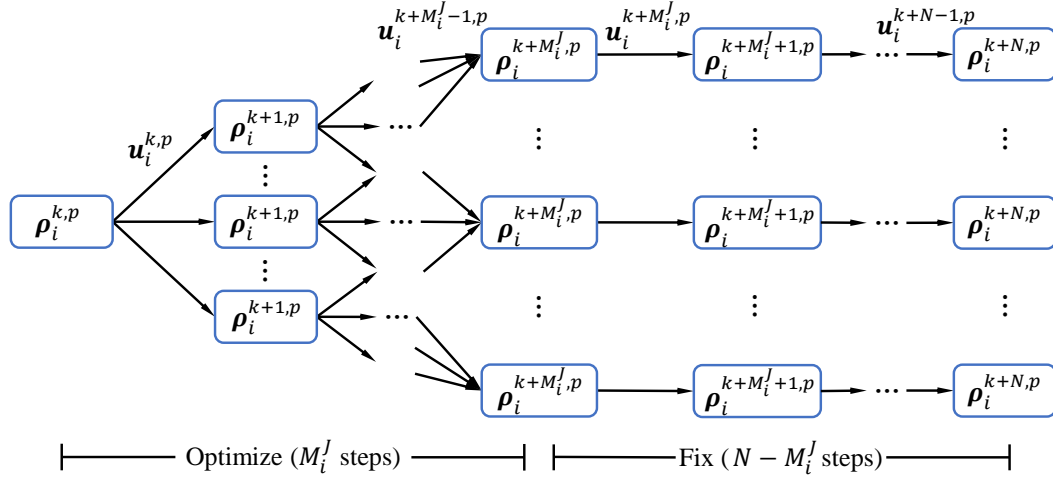 𝒖_i^{k+M_i^J−1,p} 𝒖_i^{k+M_i^J,p} 𝒖_i^{k+N−1,p}
𝝆_i^{k+M_i^J,p} 𝝆_i^{k+M_i^J+1,p} ··· 𝝆_i^{k+N,p}
𝝆_i^{k+1,p} ···
𝒖_i^{k,p}
𝝆_i^{k,p} 𝝆_i^{k+1,p} ··· 𝝆_i^{k+M_i^J,p} 𝝆_i^{k+M_i^J+1,p} ··· 𝝆_i^{k+N,p}
𝝆_i^{k+1,p} ···
𝝆_i^{k+M_i^J,p} 𝝆_i^{k+M_i^J+1,p} ··· 𝝆_i^{k+N,p}
Optimize (M_i^J steps) Fix (N − M_i^J steps)